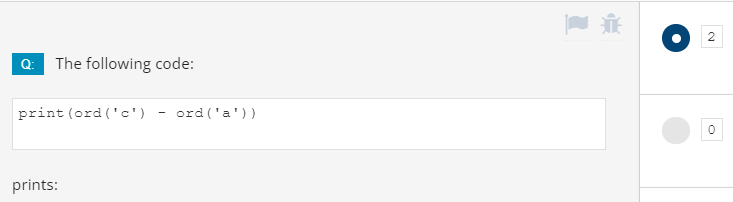 Q: The following code:
print(ord('c') - ord('a'))
prints:
2
0